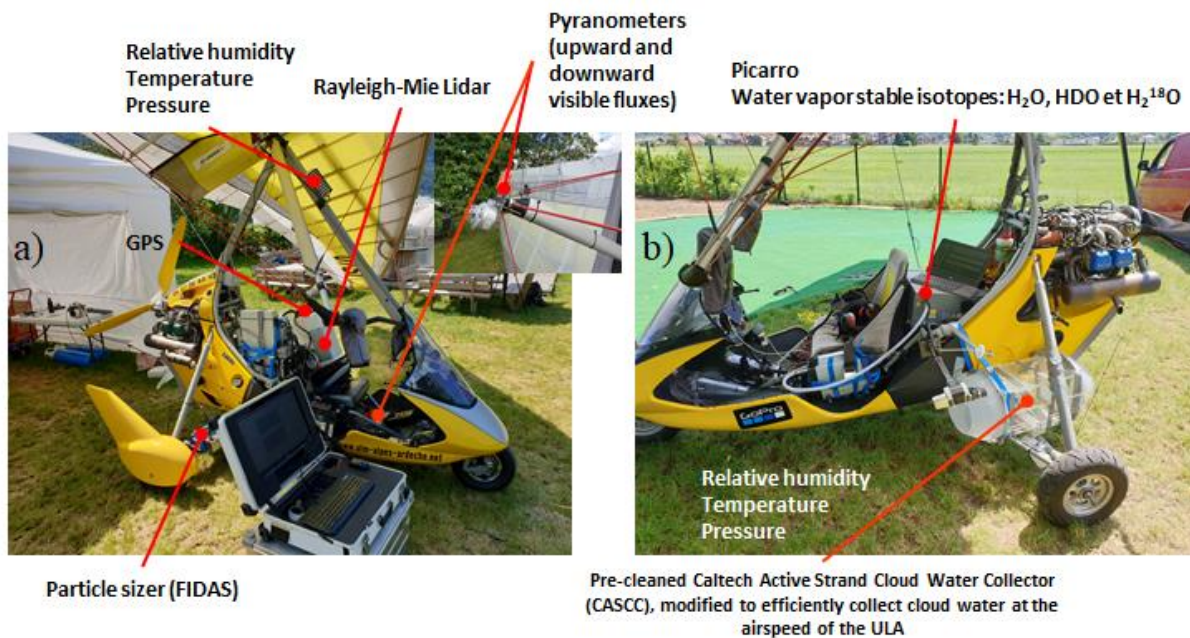 Relative humidity
Temperature
Pressure
Rayleigh-Mie Lidar
Pyranometers
(upward and
downward
visible fluxes)
Picarro
Water vapor stable isotopes: H₂O, HDO et H₂¹⁸O
a)
GPS
www.ulm-alpes-ardeche.net
Particle sizer (FIDAS)
b)
GoPro
Relative humidity
Temperature
Pressure
Pre-cleaned Caltech Active Strand Cloud Water Collector
(CASCC), modified to efficiently collect cloud water at the
airspeed of the ULA